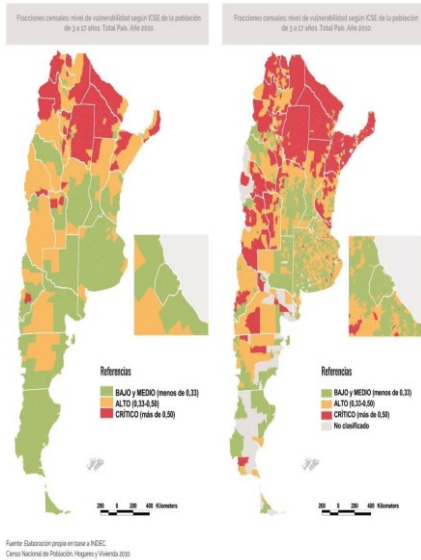 Fracciones censales: nivel de vulnerabilidad según ICSE de la población
de 3 a 17 años. Total País. Año 2010.
Referencias
BAJO y MEDIO (menos de 0,33)
ALTO (0,33-0,50)
CRÍTICO (más de 0,50)
200 0 200 400 Kilometers
Fracciones censales: nivel de vulnerabilidad según ICSE de la población
de 3 a 17 años. Total País. Año 2010.
Referencias
BAJO y MEDIO (menos de 0,33)
ALTO (0,33-0,50)
CRÍTICO (más de 0,50)
No clasificado
200 0 200 400 Kilometers
Fuente: Elaboración propia en base a INDEC.
Censo Nacional de Población, Hogares y Vivienda 2010.